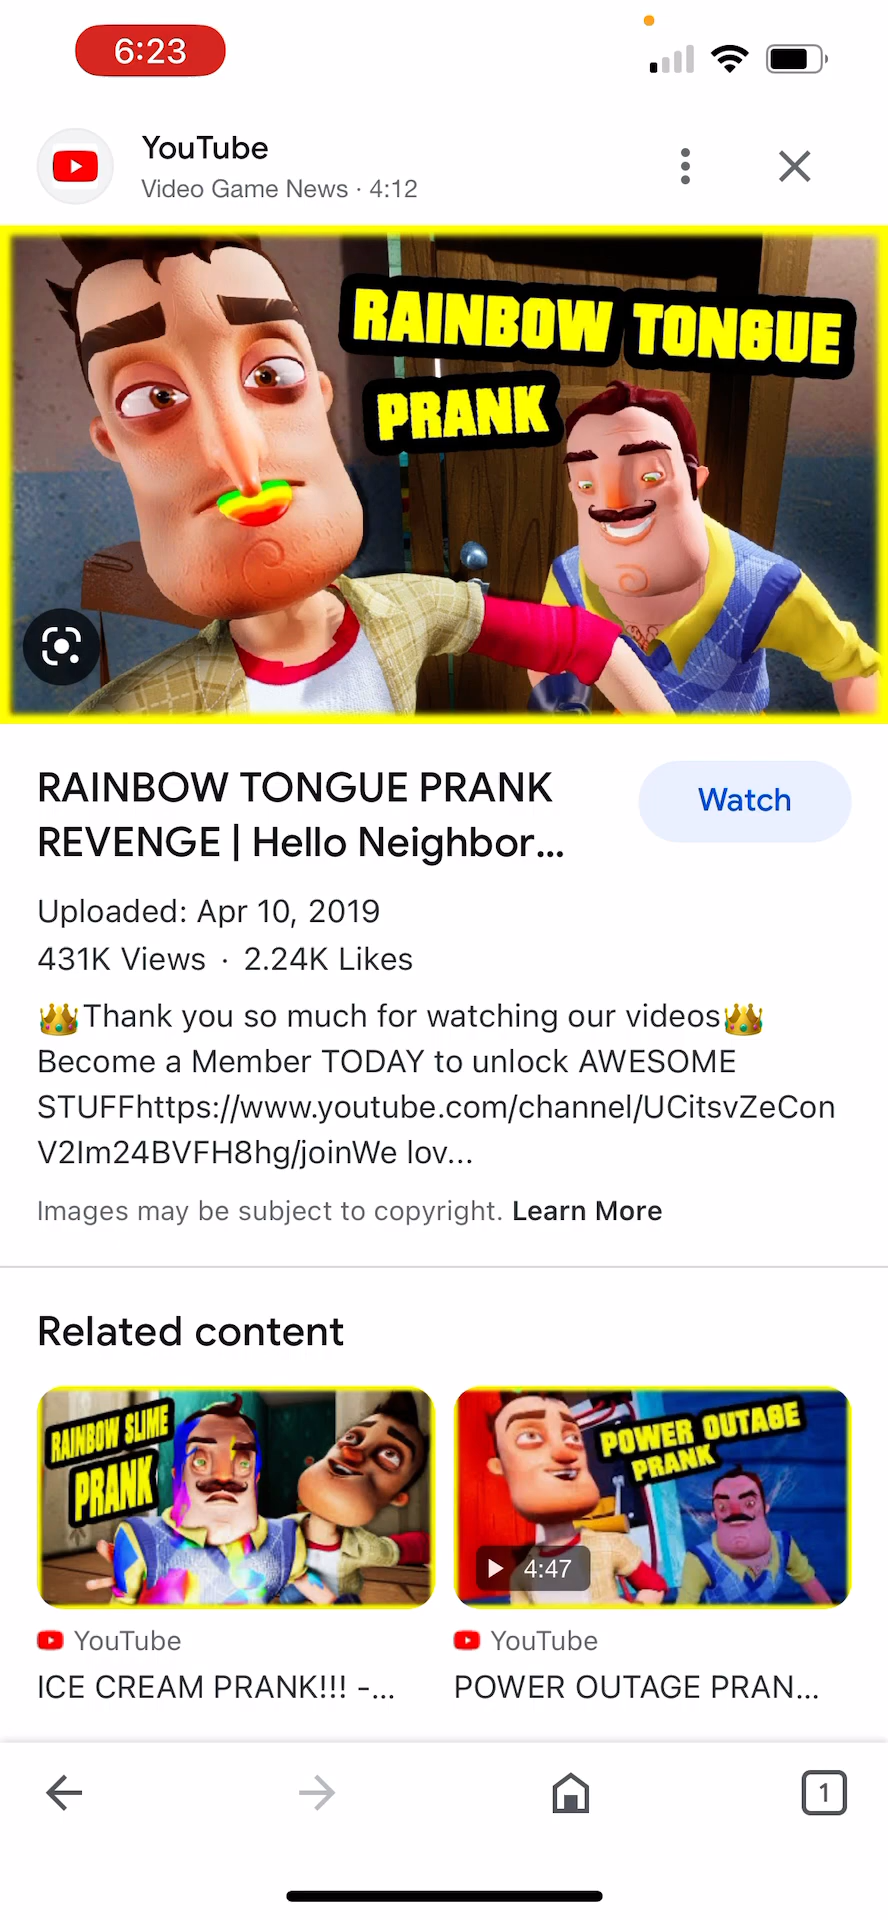 6:23
YouTube
Video Game News · 4:12
RAINBOW TONGUE
PRANK
RAINBOW TONGUE PRANK
REVENGE | Hello Neighbor...
Watch
Uploaded: Apr 10, 2019
431K Views · 2.24K Likes
👑Thank you so much for watching our videos👑
Become a Member TODAY to unlock AWESOME
STUFFhttps://www.youtube.com/channel/UCitsvZeCon
V2Im24BVFH8hg/joinWe lov...
Images may be subject to copyright. Learn More
Related content
RAINBOW SLIME
PRANK
POWER OUTAGE
PRANK
4:47
YouTube
YouTube
ICE CREAM PRANK!!! -...
POWER OUTAGE PRAN...
1